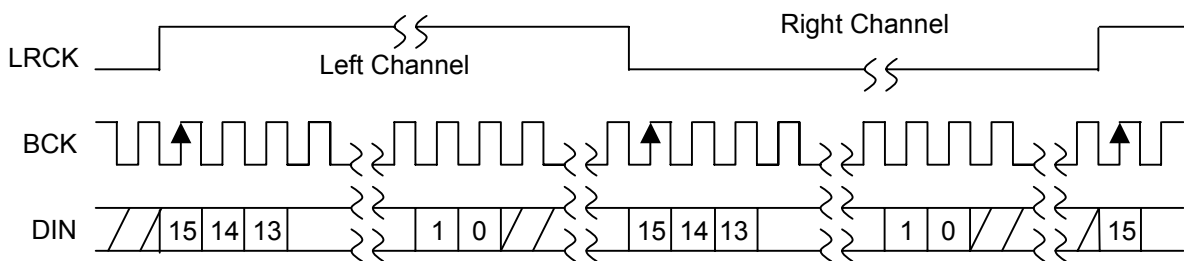 Right Channel
LRCK
Left Channel
BCK
DIN 15 14 13 1 0 15 14 13 1 0 15